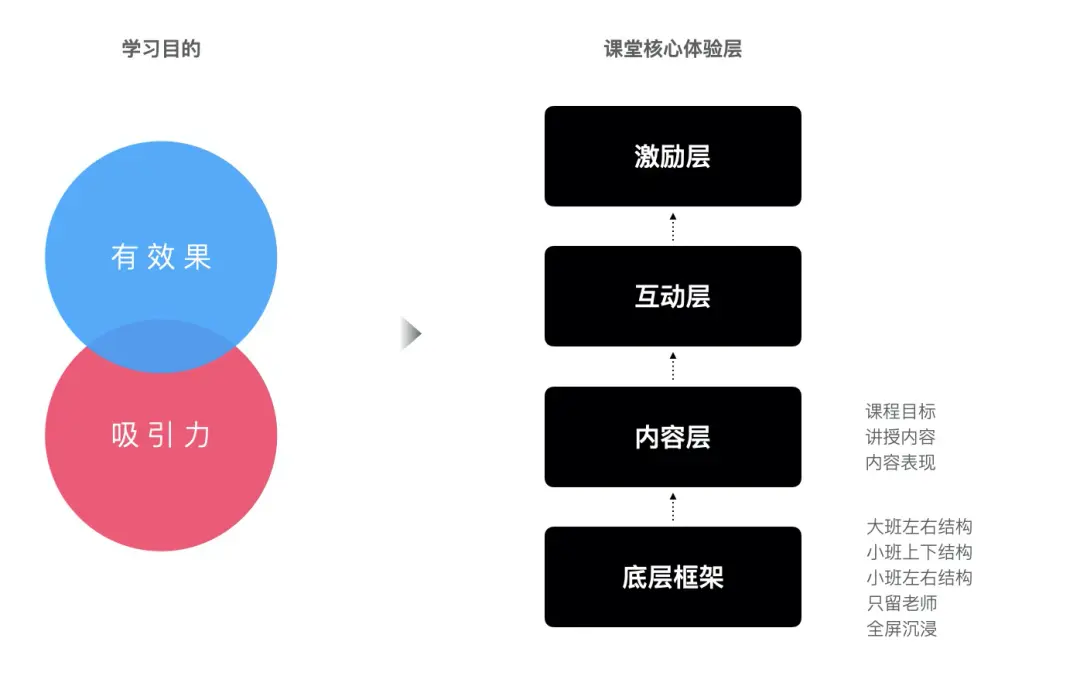 学习目的
有效果
吸引力
课堂核心体验层
激励层
互动层
内容层
课程目标
讲授内容
内容表现
底层框架
大班左右结构
小班上下结构
小班左右结构
只留老师
全屏沉浸